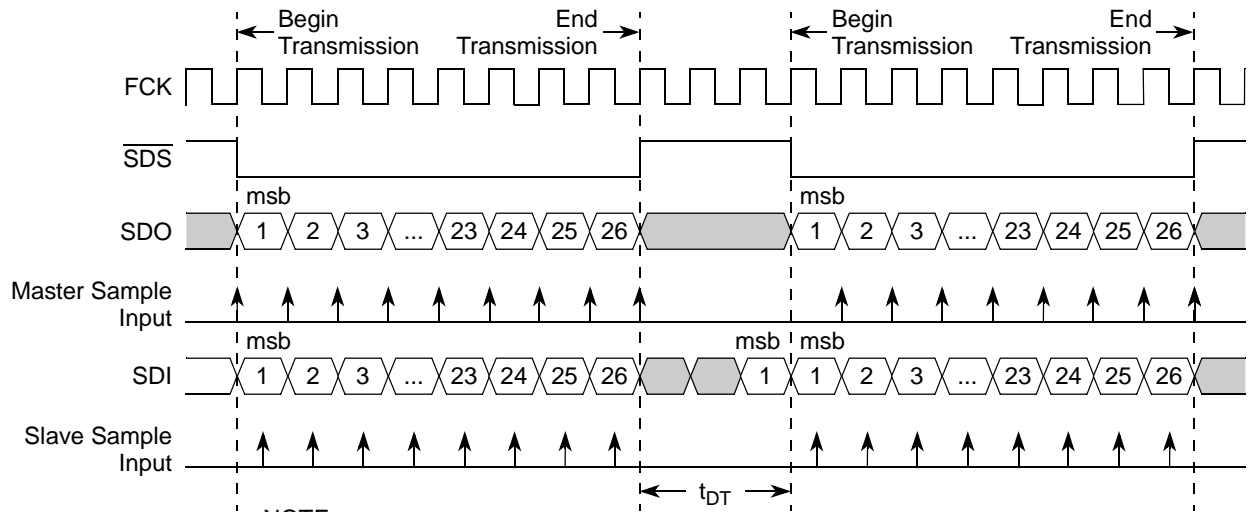 Begin Transmission
End Transmission
Begin Transmission
End Transmission
FCK
SDS
msb
msb
SDO
1 2 3 ... 23 24 25 26
1 2 3 ... 23 24 25 26
Master Sample Input
msb
msb msb
SDI
1 2 3 ... 23 24 25 26
1 1 2 3 ... 23 24 25 26
Slave Sample Input
tDT
NOTE